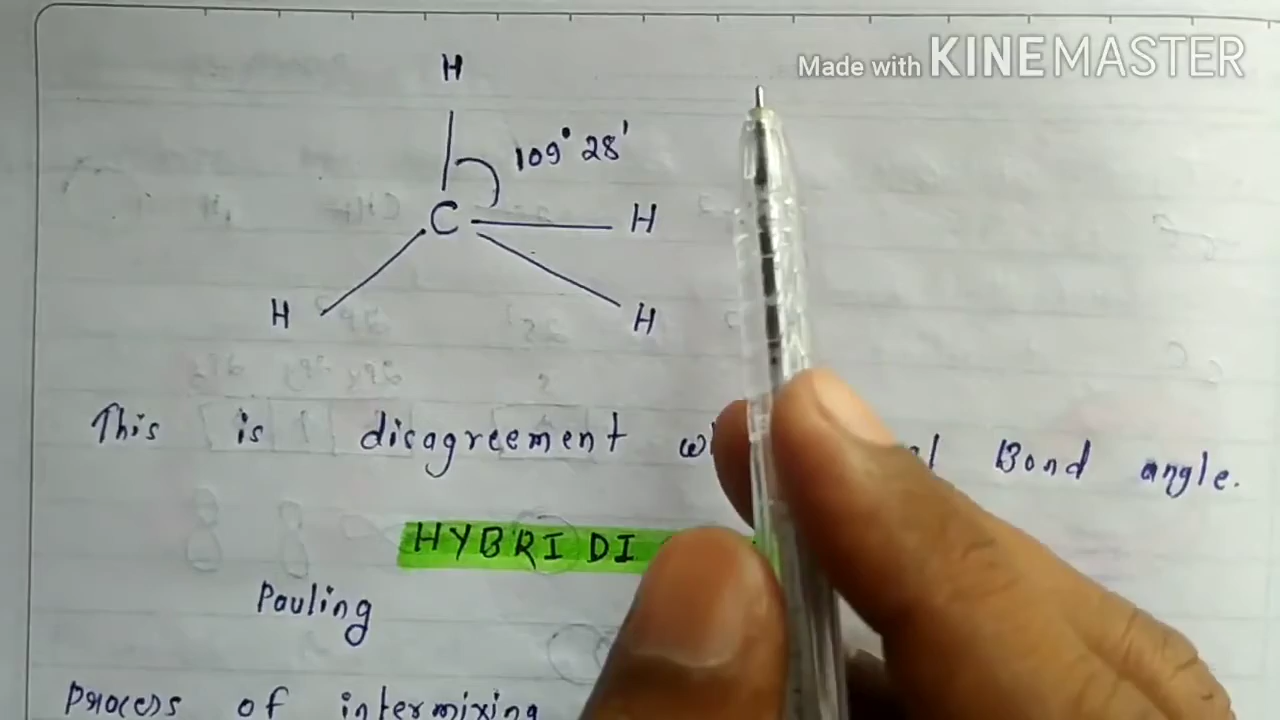 Made with KINEMASTER
H
109° 28'
C H
H H
This is disagreement Bond angle.
HYBRIDI
Pauling
Process of intermixing